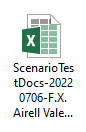 ScenarioTes
tDocs-2022
0706-F.X.
Airell Vale...